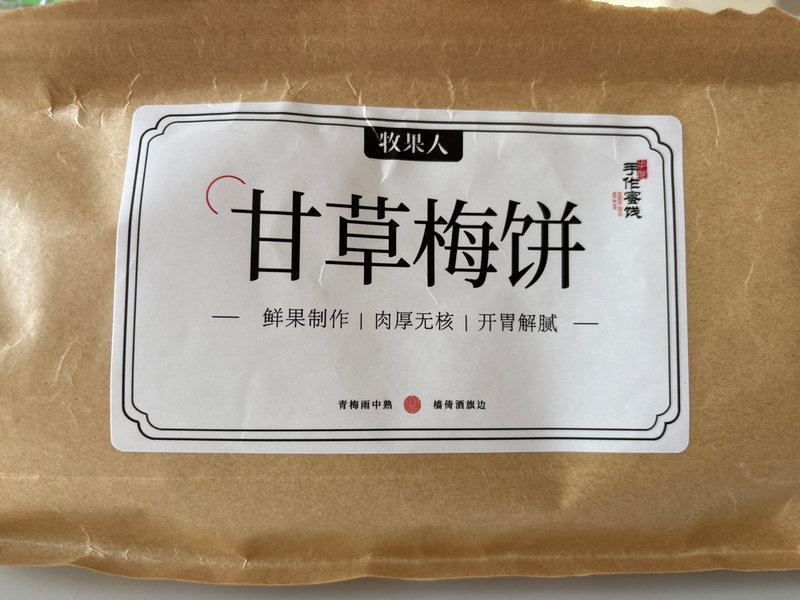 牧果人
甘草梅饼
手作蜜饯
鲜果制作 | 肉厚无核 | 开胃解腻
青梅雨中熟
樯倚酒旗边